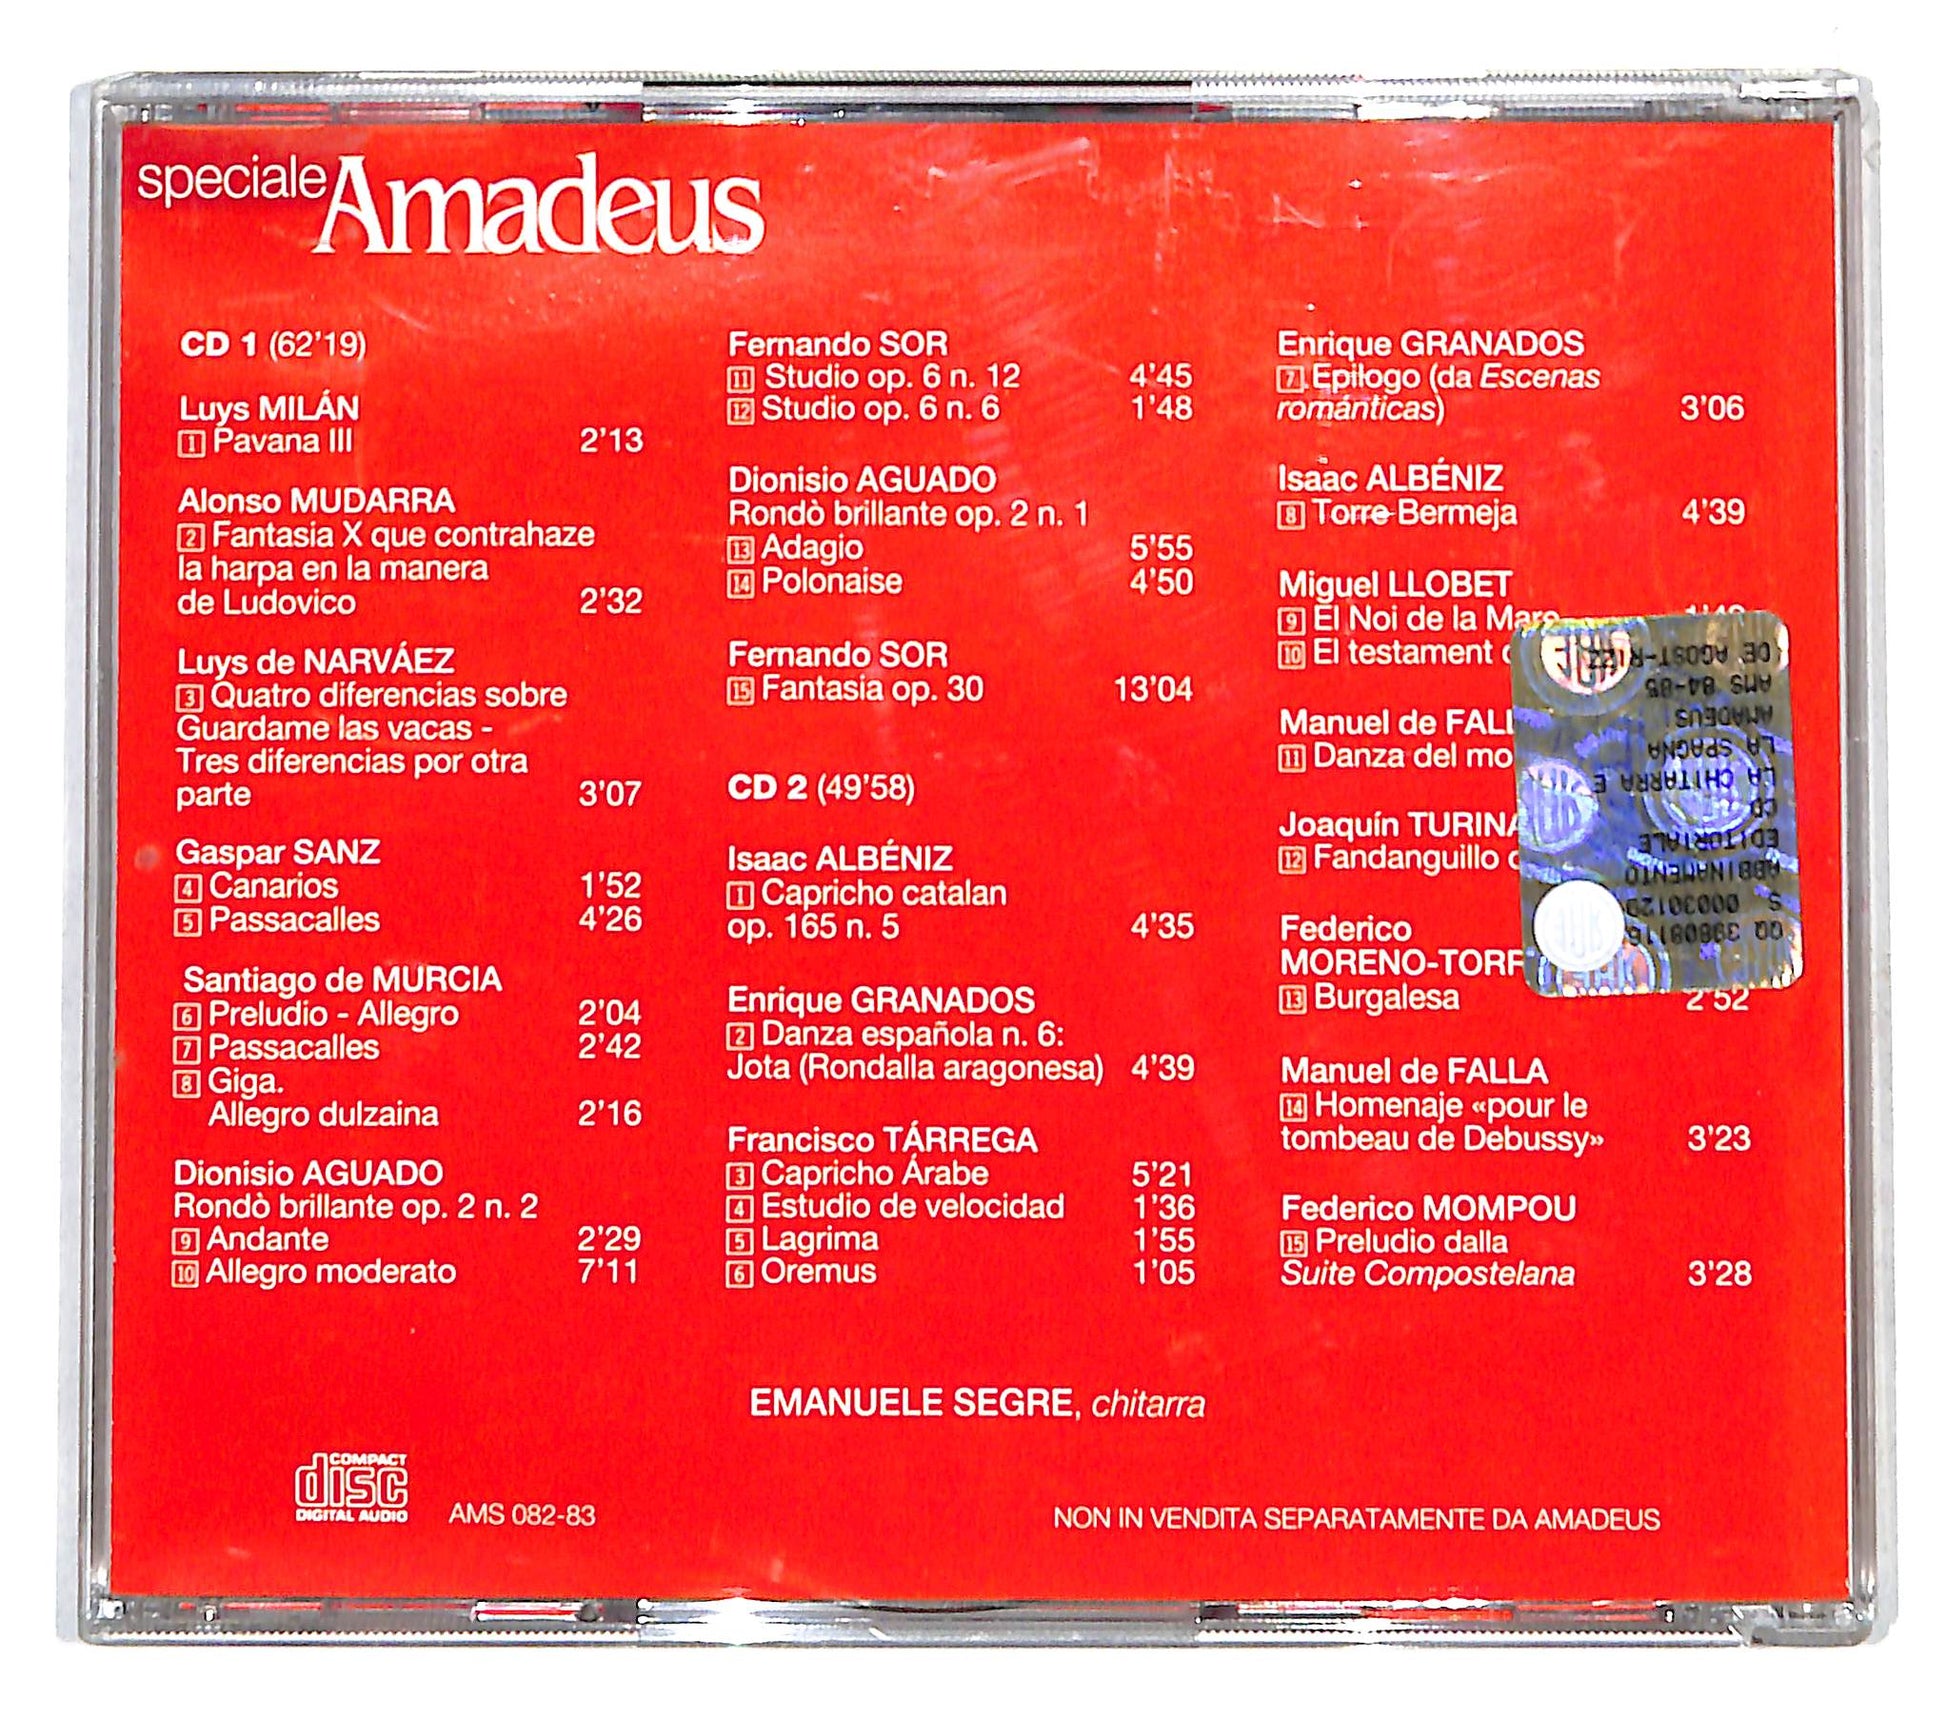 speciale Amadeus
CD 1 (62'19)
Luys MILÁN
1 Pavana III 2'13
Alonso MUDARRA
2 Fantasia X que contrahaze
la harpa en la manera
de Ludovico 2'32
Luys de NARVÁEZ
3 Quatro diferencias sobre
Guardame las vacas -
Tres diferencias por otra
parte 3'07
Gaspar SANZ
4 Canarios 1'52
5 Passacalles 4'26
Santiago de MURCIA
6 Preludio - Allegro 2'04
7 Passacalles 2'42
8 Giga.
Allegro dulzaina 2'16
Dionisio AGUADO
Rondò brillante op. 2 n. 2
9 Andante 2'29
10 Allegro moderato 7'11
Fernando SOR
11 Studio op. 6 n. 12 4'45
12 Studio op. 6 n. 6 1'48
Dionisio AGUADO
Rondò brillante op. 2 n. 1
13 Adagio 5'55
14 Polonaise 4'50
Fernando SOR
15 Fantasia op. 30 13'04
CD 2 (49'58)
Isaac ALBÉNIZ
1 Capricho catalan
op. 165 n. 5 4'35
Enrique GRANADOS
2 Danza española n. 6:
Jota (Rondalla aragonesa) 4'39
Francisco TÁRREGA
3 Capricho Árabe 5'21
4 Estudio de velocidad 1'36
5 Lagrima 1'55
6 Oremus 1'05
Enrique GRANADOS
7 Epilogo (da Escenas
románticas) 3'06
Isaac ALBÉNIZ
8 Torre Bermeja 4'39
Miguel LLOBET
9 El Noi de la Mare
10 El testament
Manuel de
11 Danza del
Joaquín TURINA
12 Fandanguillo
Federico
13 Burgalesa 2'52
Manuel de FALLA
14 Homenaje «pour le
tombeau de Debussy» 3'23
Federico MOMPOU
15 Preludio dalla
Suite Compostelana 3'28
AMS 84-85
AMADEUS:
LA SPAGNA
LA CHITARRA E
CD
EDITORIALE
ABBINAMENTO
EMANUELE SEGRE, chitarra
COMPACT
disc
DIGITAL AUDIO
AMS 082-83
NON IN VENDITA SEPARATAMENTE DA AMADEUS